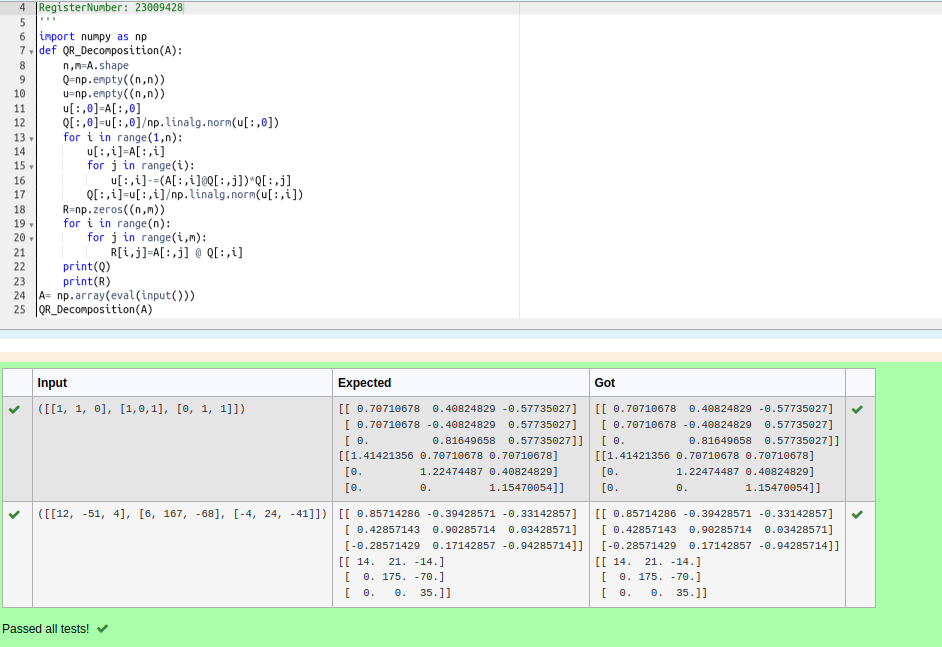 4 RegisterNumber: 23009428
5 '''
6 import numpy as np
7 def QR_Decomposition(A):
8     n,m=A.shape
9     Q=np.empty((n,n))
10     u=np.empty((n,n))
11     u[:,0]=A[:,0]
12     Q[:,0]=u[:,0]/np.linalg.norm(u[:,0])
13     for i in range(1,n):
14         u[:,i]=A[:,i]
15         for j in range(i):
16             u[:,i]-=(A[:,i]@Q[:,j])*Q[:,j]
17         Q[:,i]=u[:,i]/np.linalg.norm(u[:,i])
18     R=np.zeros((n,m))
19     for i in range(n):
20         for j in range(i,m):
21             R[i,j]=A[:,j] @ Q[:,i]
22     print(Q)
23     print(R)
24 A= np.array(eval(input()))
25 QR_Decomposition(A)
Input Expected Got
([[1, 1, 0], [1,0,1], [0, 1, 1]]) [[ 0.70710678  0.40824829 -0.57735027] [[ 0.70710678  0.40824829 -0.57735027]
[ 0.70710678 -0.40824829  0.57735027] [ 0.70710678 -0.40824829  0.57735027]
[ 0.          0.81649658  0.57735027]] [ 0.          0.81649658  0.57735027]]
[[1.41421356 0.70710678 0.70710678] [[1.41421356 0.70710678 0.70710678]
[0.         1.22474487 0.40824829] [0.         1.22474487 0.40824829]
[0.         0.         1.15470054]] [0.         0.         1.15470054]]
([[12, -51, 4], [6, 167, -68], [-4, 24, -41]]) [[ 0.85714286 -0.39428571 -0.33142857] [[ 0.85714286 -0.39428571 -0.33142857]
[ 0.42857143  0.90285714  0.03428571] [ 0.42857143  0.90285714  0.03428571]
[-0.28571429  0.17142857 -0.94285714]] [-0.28571429  0.17142857 -0.94285714]]
[[ 14.  21. -14.] [[ 14.  21. -14.]
[  0. 175. -70.] [  0. 175. -70.]
[  0.   0.  35.]] [  0.   0.  35.]]
Passed all tests!